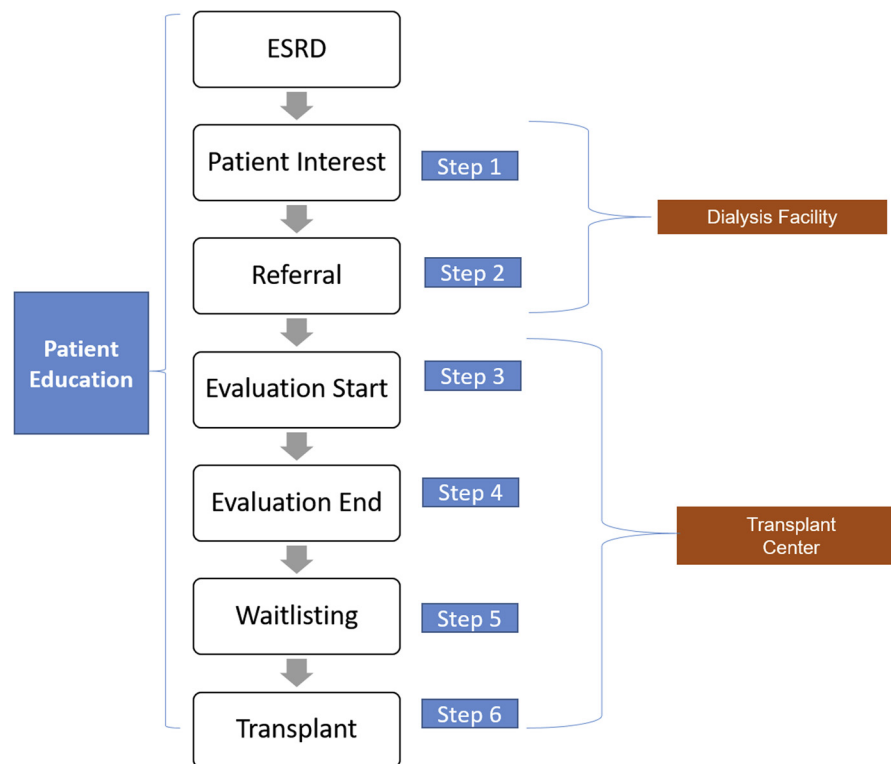 ESRD
Patient Interest
Step 1
Dialysis Facility
Referral
Step 2
Patient
Education
Evaluation Start
Step 3
Evaluation End
Step 4
Transplant
Center
Waitlisting
Step 5
Transplant
Step 6